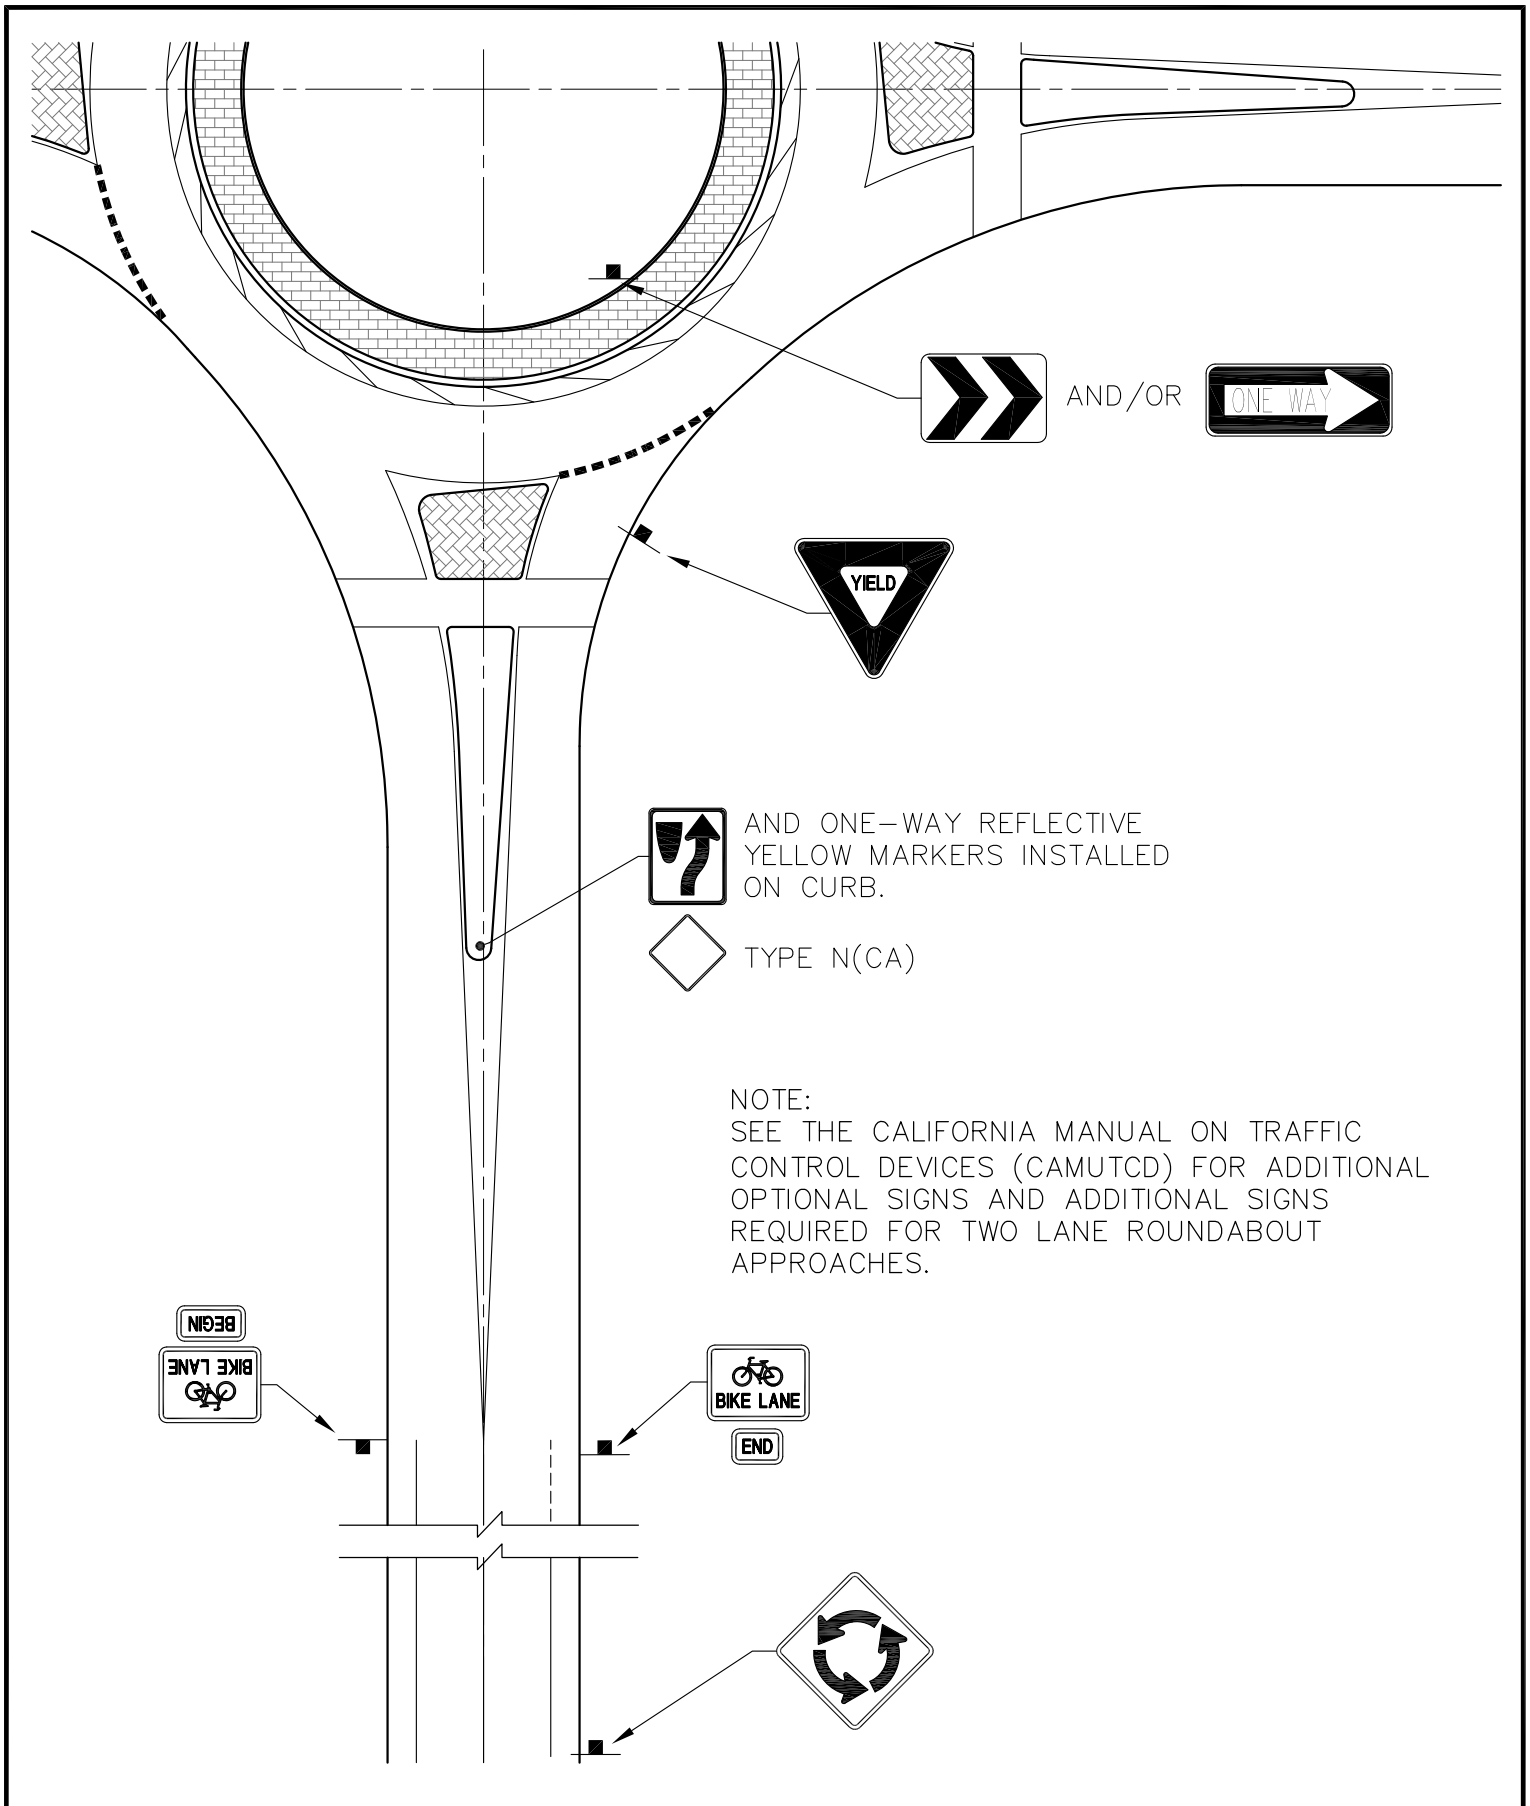 AND/OR
ONE WAY
YIELD
AND ONE-WAY REFLECTIVE
YELLOW MARKERS INSTALLED
ON CURB.
TYPE N(CA)
NOTE:
SEE THE CALIFORNIA MANUAL ON TRAFFIC
CONTROL DEVICES (CAMUTCD) FOR ADDITIONAL
OPTIONAL SIGNS AND ADDITIONAL SIGNS
REQUIRED FOR TWO LANE ROUNDABOUT
APPROACHES.
BEGIN
BIKE LANE
BIKE LANE
END